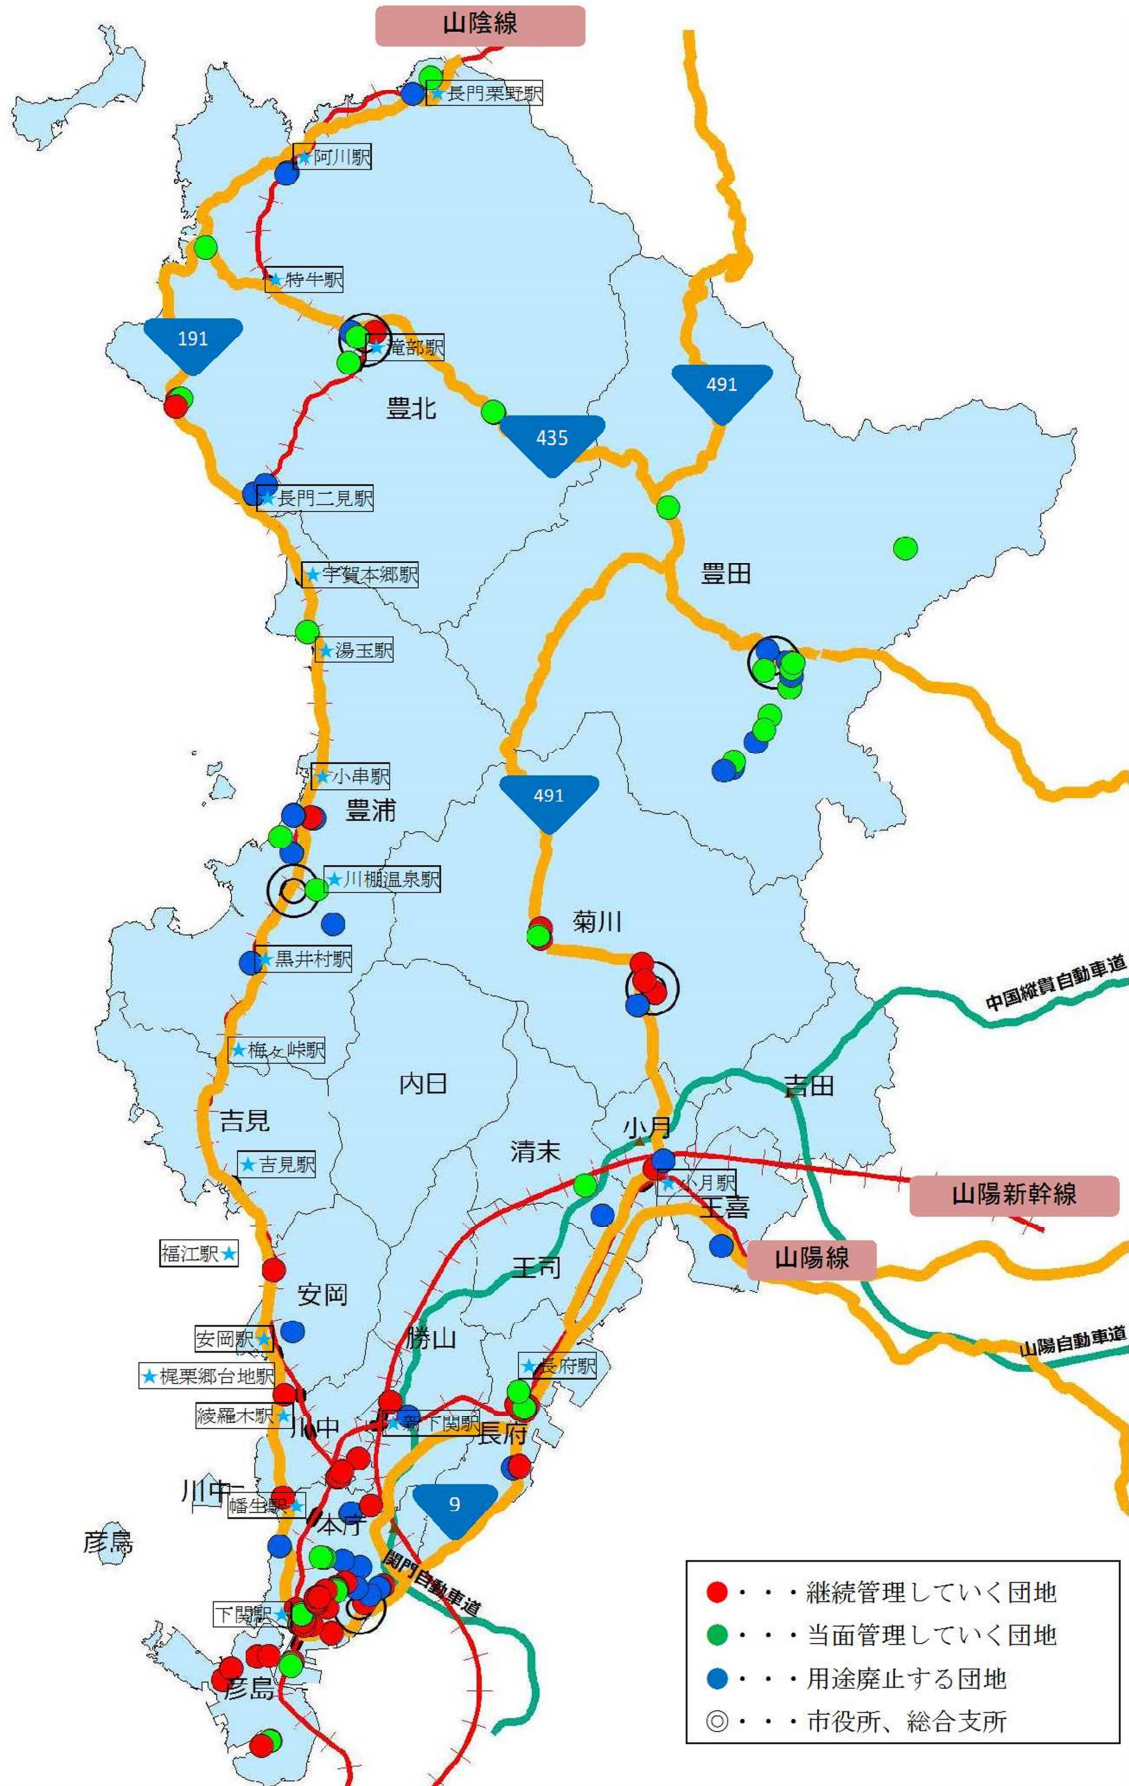 山陰線
★長門粟野駅
★阿川駅
★特牛駅
191
★滝部駅
491
豊北
435
★長門二見駅
★宇賀本郷駅
豊田
★湯玉駅
★小串駅
491
豊浦
★川棚温泉駅
菊川
★黒井村駅
中国縦貫自動車道
★梅ヶ峠駅
内日
吉田
吉見
小月
清末
★吉見駅
★小月駅
山陽新幹線
王喜
福江駅★
山陽線
王司
安岡
安岡駅★
勝山
山陽自動車道
★長府駅
★梶栗郷台地駅
綾羅木駅★
川中
★新下関駅
長府
川中
幡生駅★
9
本庁
彦島
関門自動車道
下関駅★
彦島
●・・・継続管理していく団地
●・・・当面管理していく団地
●・・・用途廃止する団地
◎・・・市役所、総合支所